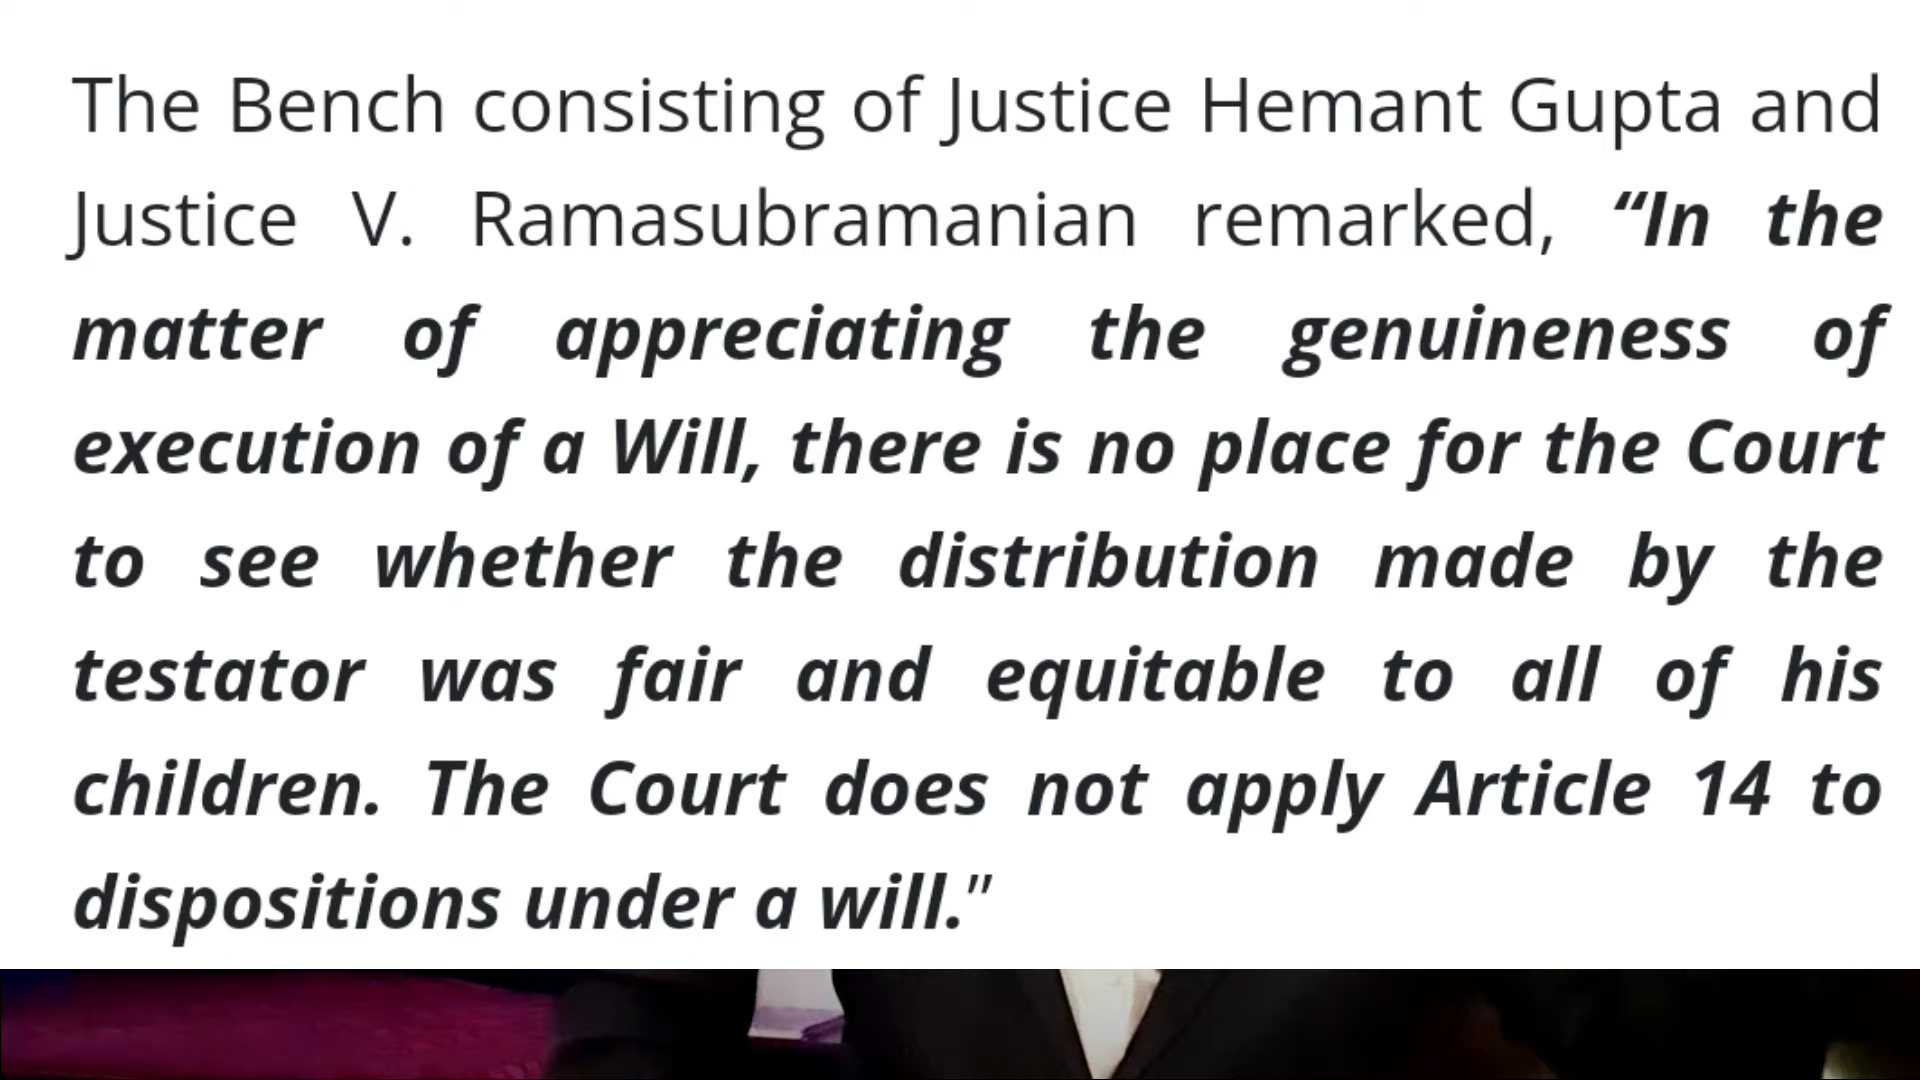 The Bench consisting of Justice Hemant Gupta and
Justice V. Ramasubramanian remarked, “In the
matter of appreciating the genuineness of
execution of a Will, there is no place for the Court
to see whether the distribution made by the
testator was fair and equitable to all of his
children. The Court does not apply Article 14 to
dispositions under a will.”